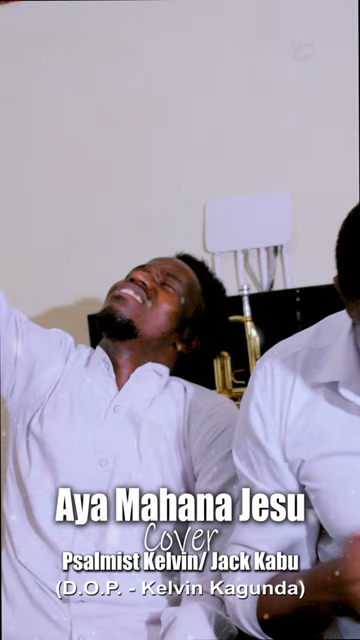 Aya Mahana Jesu
Cover
Psalmist Kelvin/ Jack Kabu
(D.O.P. - Kelvin Kagunda)